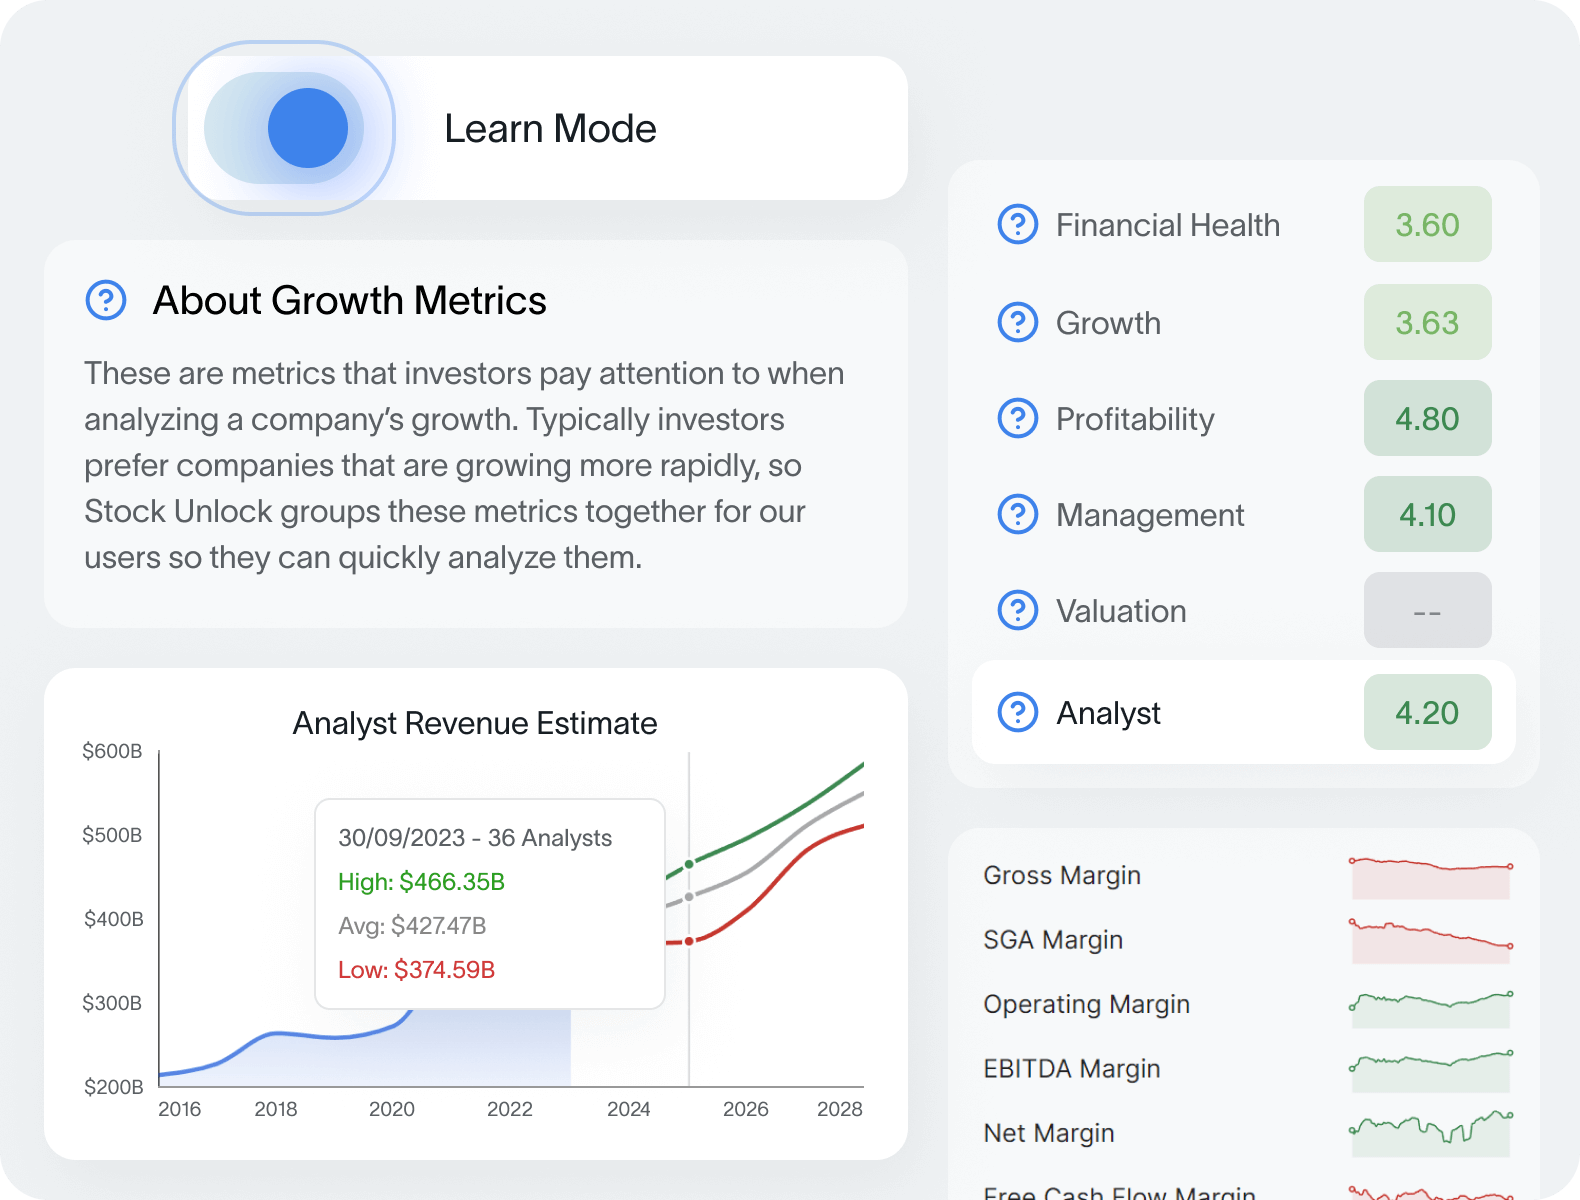 Learn Mode
About Growth Metrics
These are metrics that investors pay attention to when
analyzing a company’s growth. Typically investors
prefer companies that are growing more rapidly, so
Stock Unlock groups these metrics together for our
users so they can quickly analyze them.
Analyst Revenue Estimate
$600B
$500B
$400B
$300B
$200B
30/09/2023 - 36 Analysts
High: $466.35B
Avg: $427.47B
Low: $374.59B
2016 2018 2020 2022 2024 2026 2028
Financial Health 3.60
Growth 3.63
Profitability 4.80
Management 4.10
Valuation --
Analyst 4.20
Gross Margin
SGA Margin
Operating Margin
EBITDA Margin
Net Margin
Free Cash Flow Margin